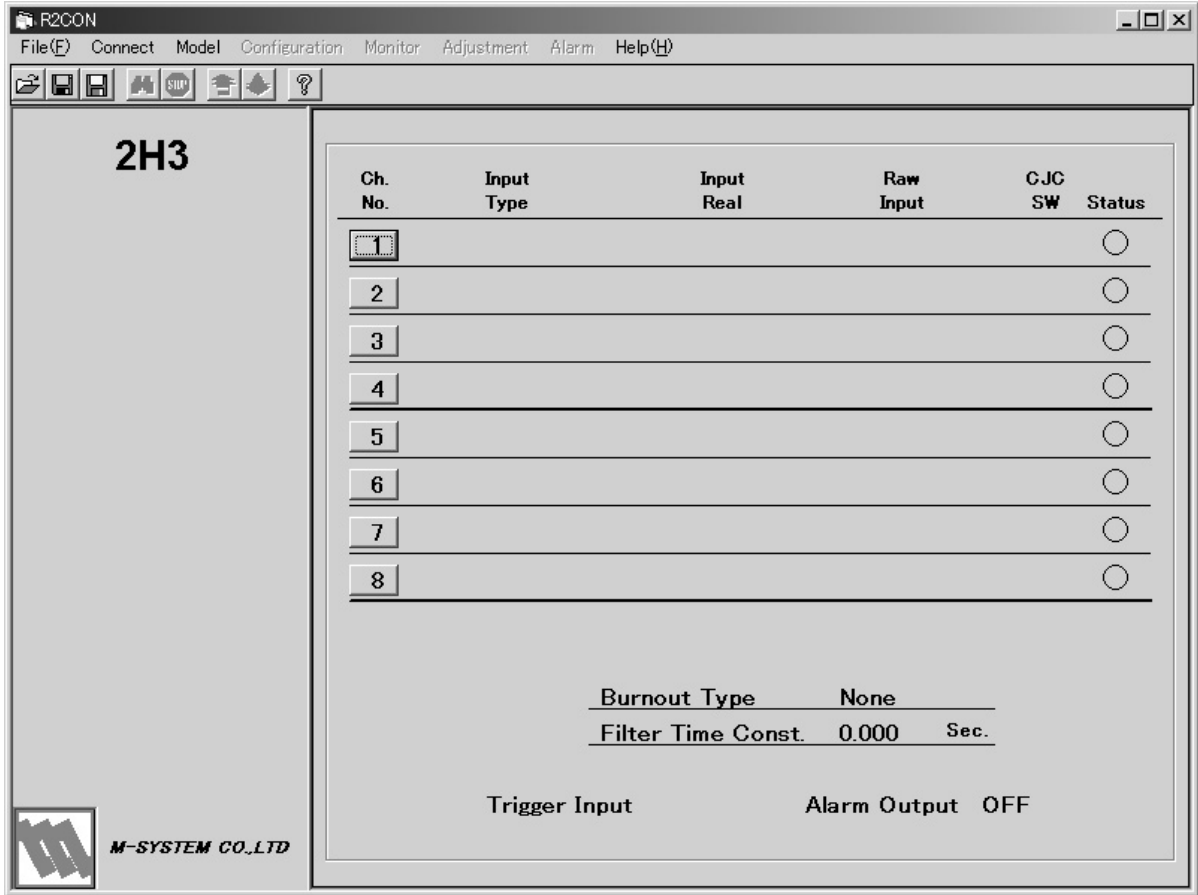 R2CON
File(F) Connect Model Configuration Monitor Adjustment Alarm Help(H)
STOP ?
2H3
Ch. No. Input Type Input Real Raw Input CJC SW Status
1
2
3
4
5
6
7
8
Burnout Type None
Filter Time Const. 0.000 Sec.
Trigger Input Alarm Output OFF
M-SYSTEM CO.,LTD